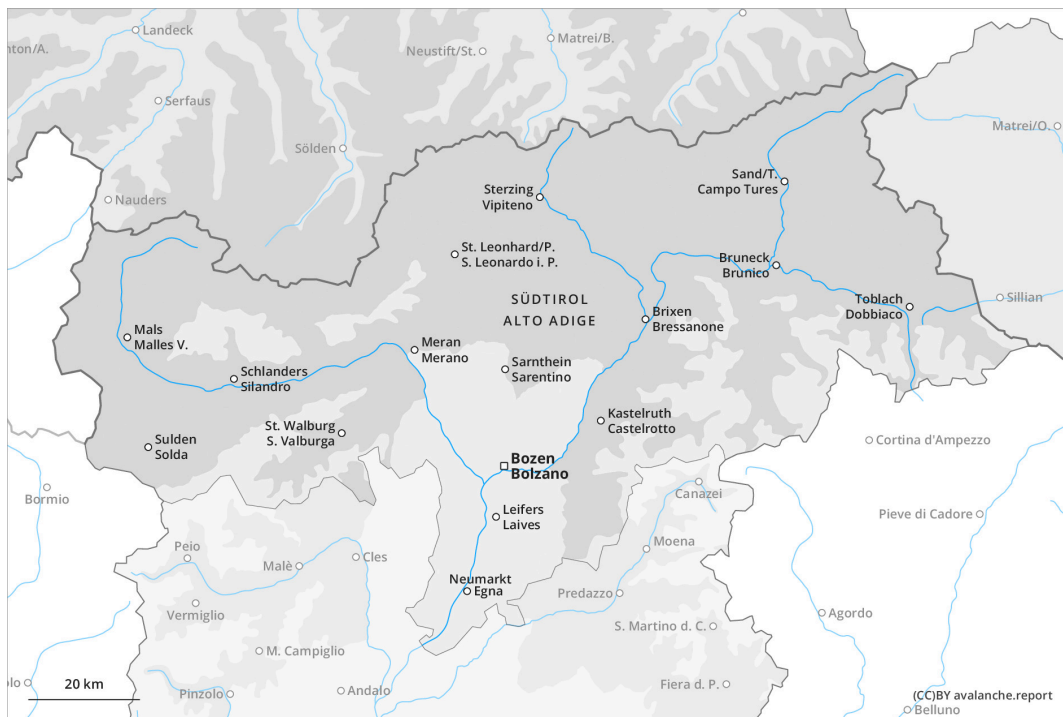 Landeck
Matrei/B.
nton/A.
Neustift/St.
Serfaus
Matrei/O.
Sölden
Sand/T.
Campo Tures
Sterzing
Vipiteno
Nauders
St. Leonhard/P.
S. Leonardo i. P.
Bruneck
Brunico
SÜDTIROL
ALTO ADIGE
Toblach
Dobbiaco
Sillian
Brixen
Bressanone
Mals
Malles V.
Meran
Merano
Sarnthein
Sarentino
Schlanders
Silandro
Kastelruth
Castelrotto
St. Walburg
S. Valburga
Sulden
Solda
Cortina d'Ampezzo
Bozen
Bolzano
Bormio
Canazei
Leifers
Laives
Pieve di Cadore
Moena
Peio
Malè
Cles
Neumarkt
Egna
Predazzo
Vermiglio
Agordo
S. Martino d. C.
M. Campiglio
olo
20 km
Pinzolo
Andalo
Fiera d. P.
(CC)BY avalanche.report
Belluno